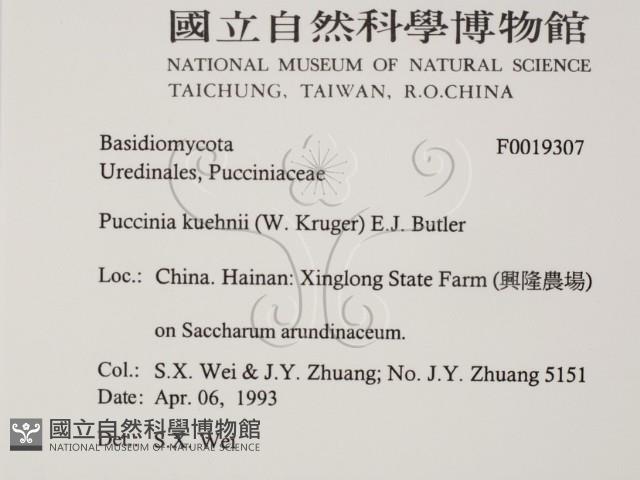 國立自然科學博物館
NATIONAL MUSEUM OF NATURAL SCIENCE
TAICHUNG, TAIWAN, R.O.CHINA
Basidiomycota F0019307
Uredinales, Pucciniaceae
Puccinia kuehnii (W. Kruger) E.J. Butler
Loc.: China. Hainan: Xinglong State Farm (興隆農場)
on Saccharum arundinaceum.
Col.: S.X. Wei & J.Y. Zhuang; No. J.Y. Zhuang 5151
Date: Apr. 06, 1993
Det.: S.X. Wei
國立自然科學博物館
NATIONAL MUSEUM OF NATURAL SCIENCE